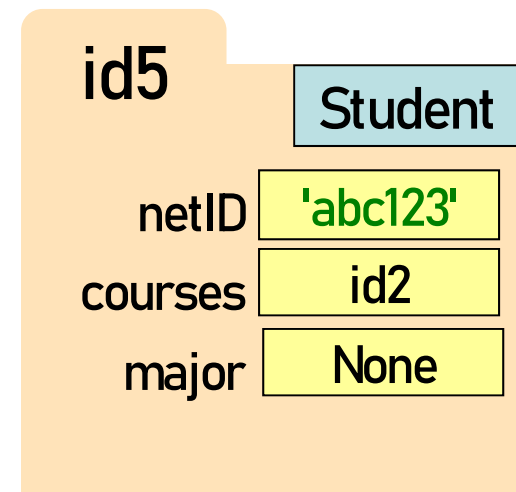 id5
Student
netID 'abc123'
courses id2
major None